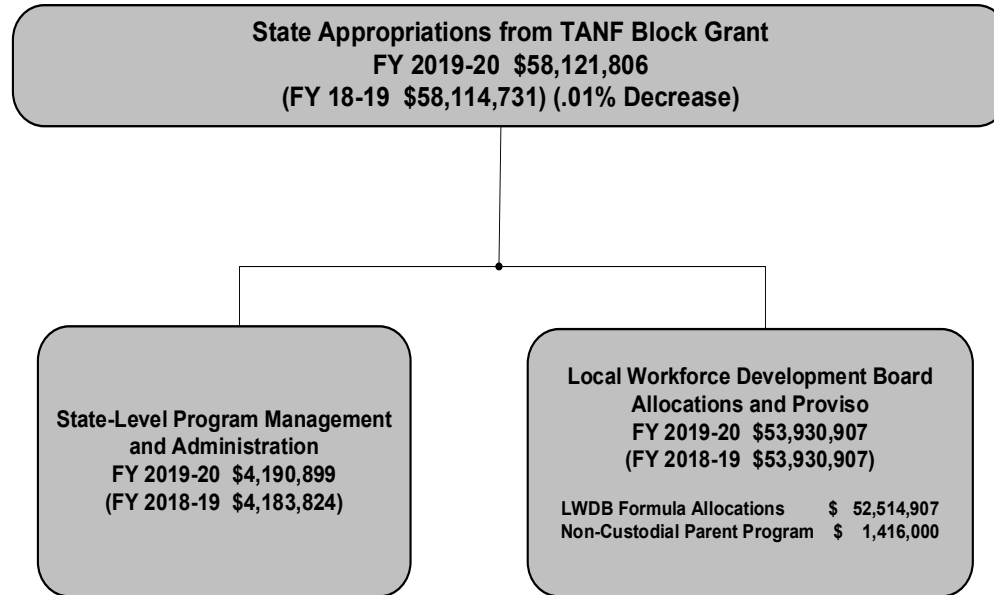 State Appropriations from TANF Block Grant
FY 2019-20 $58,121,806
(FY 18-19 $58,114,731) (.01% Decrease)
State-Level Program Management
and Administration
FY 2019-20 $4,190,899
(FY 2018-19 $4,183,824)
Local Workforce Development Board
Allocations and Proviso
FY 2019-20 $53,930,907
(FY 2018-19 $53,930,907)
LWDB Formula Allocations $ 52,514,907
Non-Custodial Parent Program $ 1,416,000